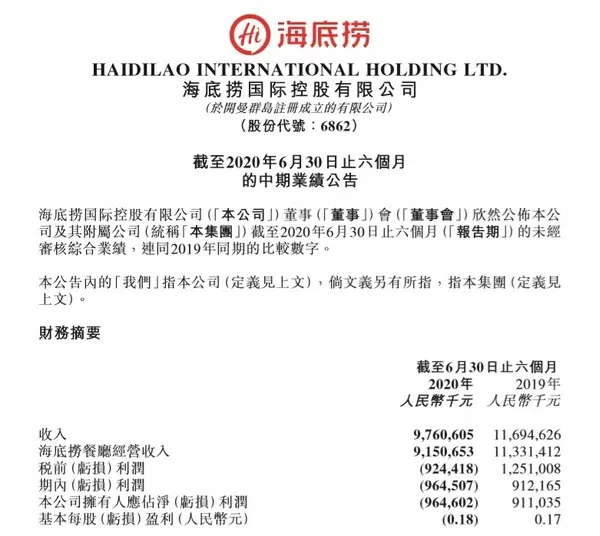 Hi 海底捞
HAIDILAO INTERNATIONAL HOLDING LTD.
海底捞国际控股有限公司
(於開曼群島註冊成立的有限公司)
(股份代號：6862)
截至2020年6月30日止六個月
的中期業績公告
海底捞国际控股有限公司(「本公司」)董事(「董事」)會(「董事會」)欣然公佈本公
司及其附屬公司(統稱「本集團」)截至2020年6月30日止六個月(「報告期」)的未經
審核綜合業績，連同2019年同期的比較數字。
本公告內的「我們」指本公司(定義見上文)，倘文義另有所指，指本集團(定義見
上文)。
財務摘要
截至6月30日止六個月
2020年 2019年
人民幣千元 人民幣千元
收入 9,760,605 11,694,626
海底撈餐廳經營收入 9,150,653 11,331,412
税前(虧損)利潤 (924,418) 1,251,008
期內(虧損)利潤 (964,507) 912,165
本公司擁有人應佔淨(虧損)利潤 (964,602) 911,035
基本每股(虧損)盈利(人民幣元) (0.18) 0.17